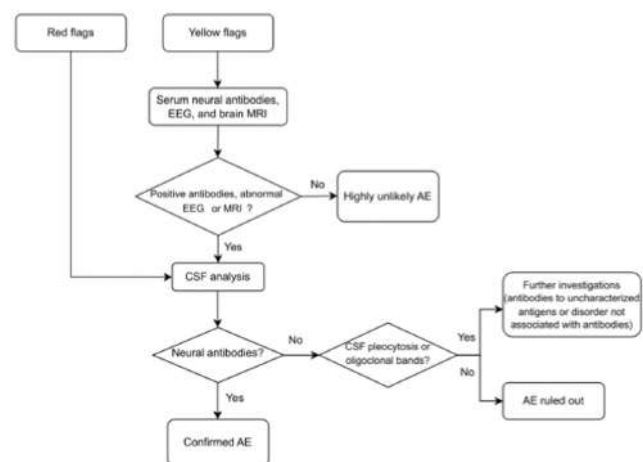 Red flags
Yellow flags
Serum neural antibodies,
EEG, and brain MRI
Positive antibodies, abnormal
EEG or MRI ?
No
Highly unlikely AE
Yes
CSF analysis
Neural antibodies?
No
CSF pleocytosis or
oligoclonal bands?
Yes
Further investigations
(antibodies to uncharacterized
antigens or disorder not
associated with antibodies)
No
AE ruled out
Yes
Confirmed AE